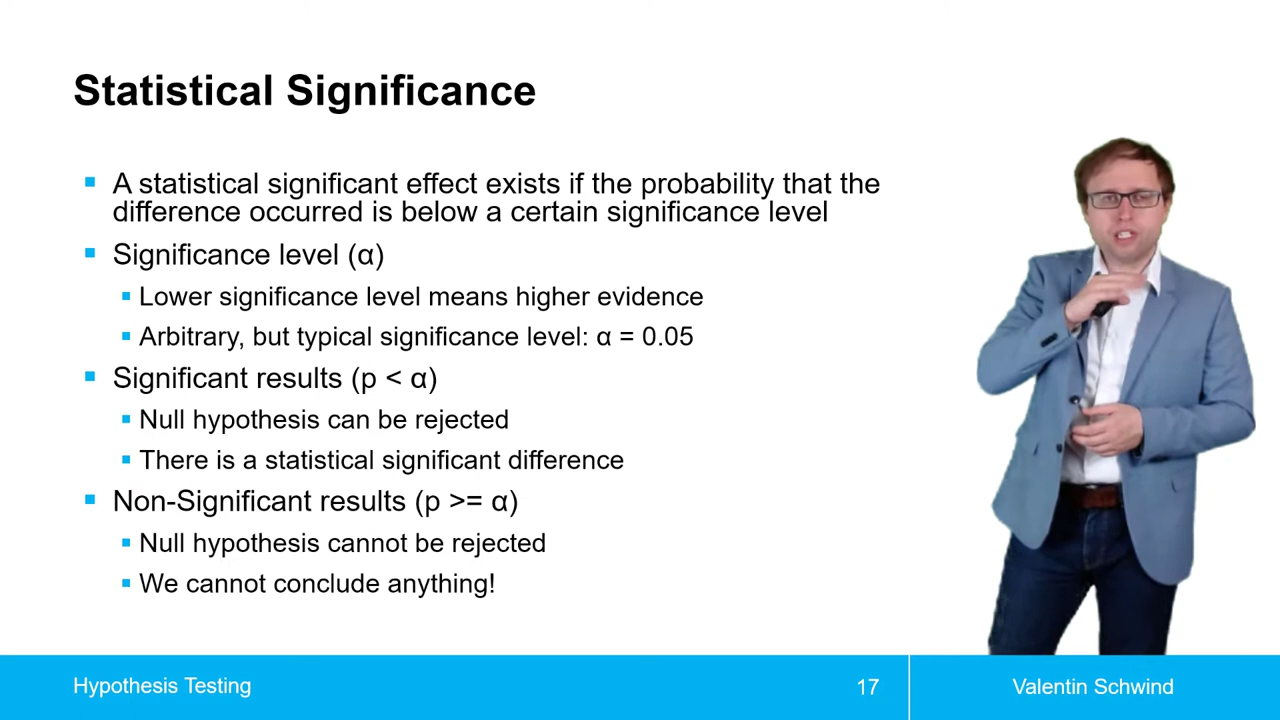 Statistical Significance
A statistical significant effect exists if the probability that the
difference occurred is below a certain significance level
Significance level (α)
Lower significance level means higher evidence
Arbitrary, but typical significance level: α = 0.05
Significant results (p < α)
Null hypothesis can be rejected
There is a statistical significant difference
Non-Significant results (p >= α)
Null hypothesis cannot be rejected
We cannot conclude anything!
Hypothesis Testing
17
Valentin Schwind